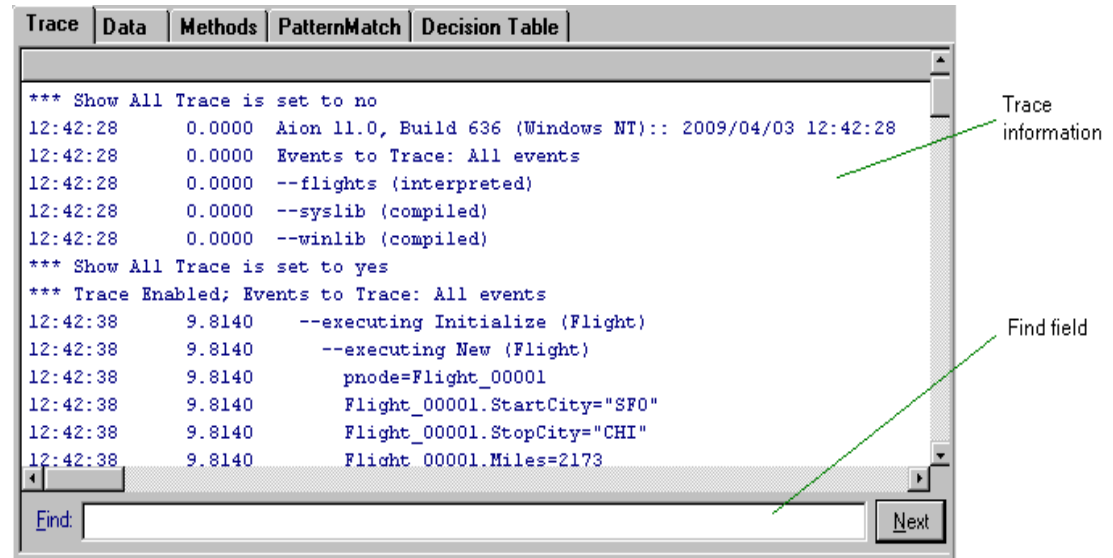 Trace Data Methods PatternMatch Decision Table
*** Show All Trace is set to no
12:42:28 0.0000 Aion 11.0, Build 636 (Windows NT):: 2009/04/03 12:42:28
12:42:28 0.0000 Events to Trace: All events
12:42:28 0.0000 --flights (interpreted)
12:42:28 0.0000 --syslib (compiled)
12:42:28 0.0000 --winlib (compiled)
*** Show All Trace is set to yes
*** Trace Enabled; Events to Trace: All events
12:42:38 9.8140 --executing Initialize (Flight)
12:42:38 9.8140 --executing New (Flight)
12:42:38 9.8140 pnode=Flight_00001
12:42:38 9.8140 Flight_00001.StartCity="SFO"
12:42:38 9.8140 Flight_00001.StopCity="CHI"
12:42:38 9.8140 Flight_00001.Miles=2173
Find: Next
Trace
information
Find field